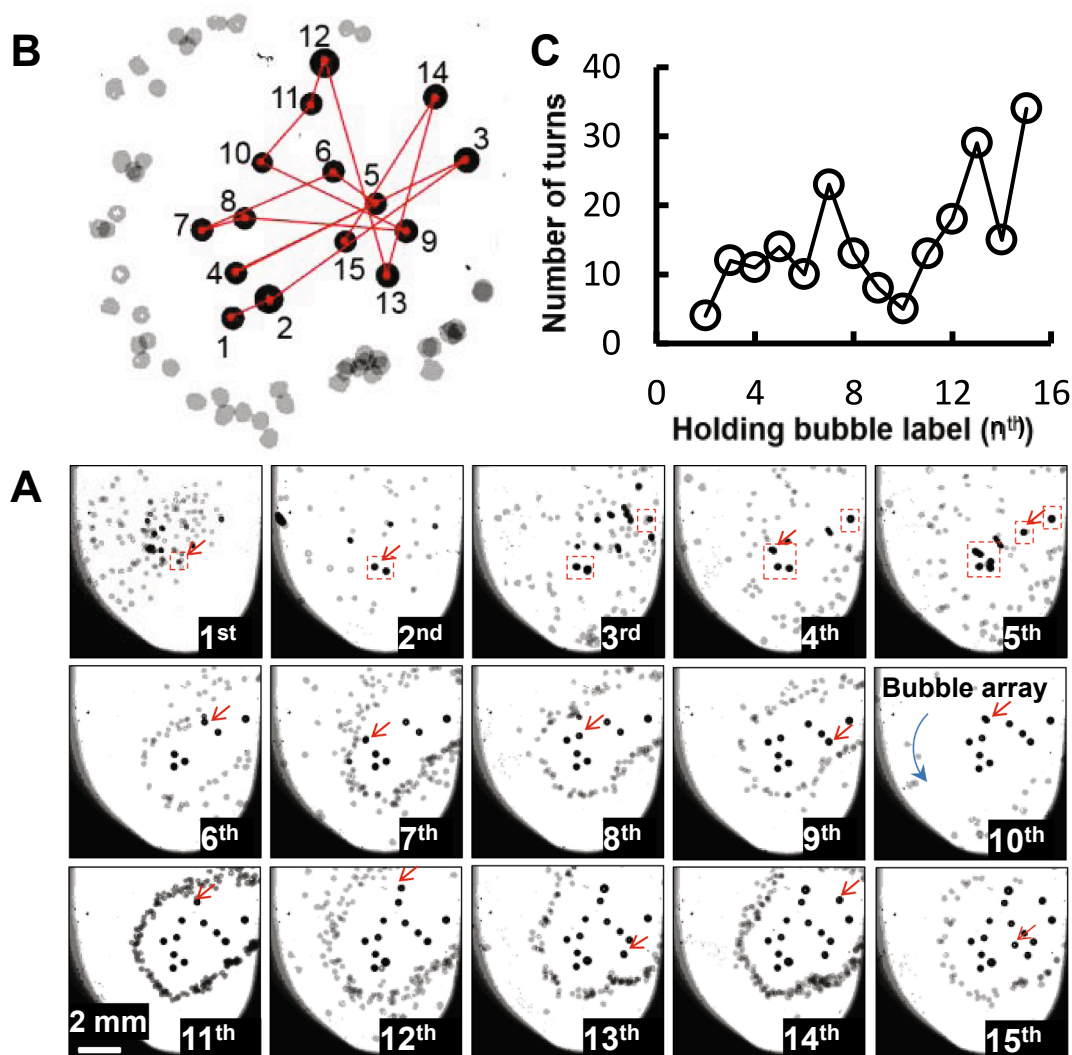 B
12
14
11
3
10
6
5
8
7
9
4
15
13
2
1
C
40
30
20
10
0
0
4
8
12
16
Number of turns
Holding bubble label (nᵗʰ)
A
1ˢᵗ
2ⁿᵈ
3ʳᵈ
4ᵗʰ
5ᵗʰ
Bubble array
6ᵗʰ
7ᵗʰ
8ᵗʰ
9ᵗʰ
10ᵗʰ
2 mm
11ᵗʰ
12ᵗʰ
13ᵗʰ
14ᵗʰ
15ᵗʰ